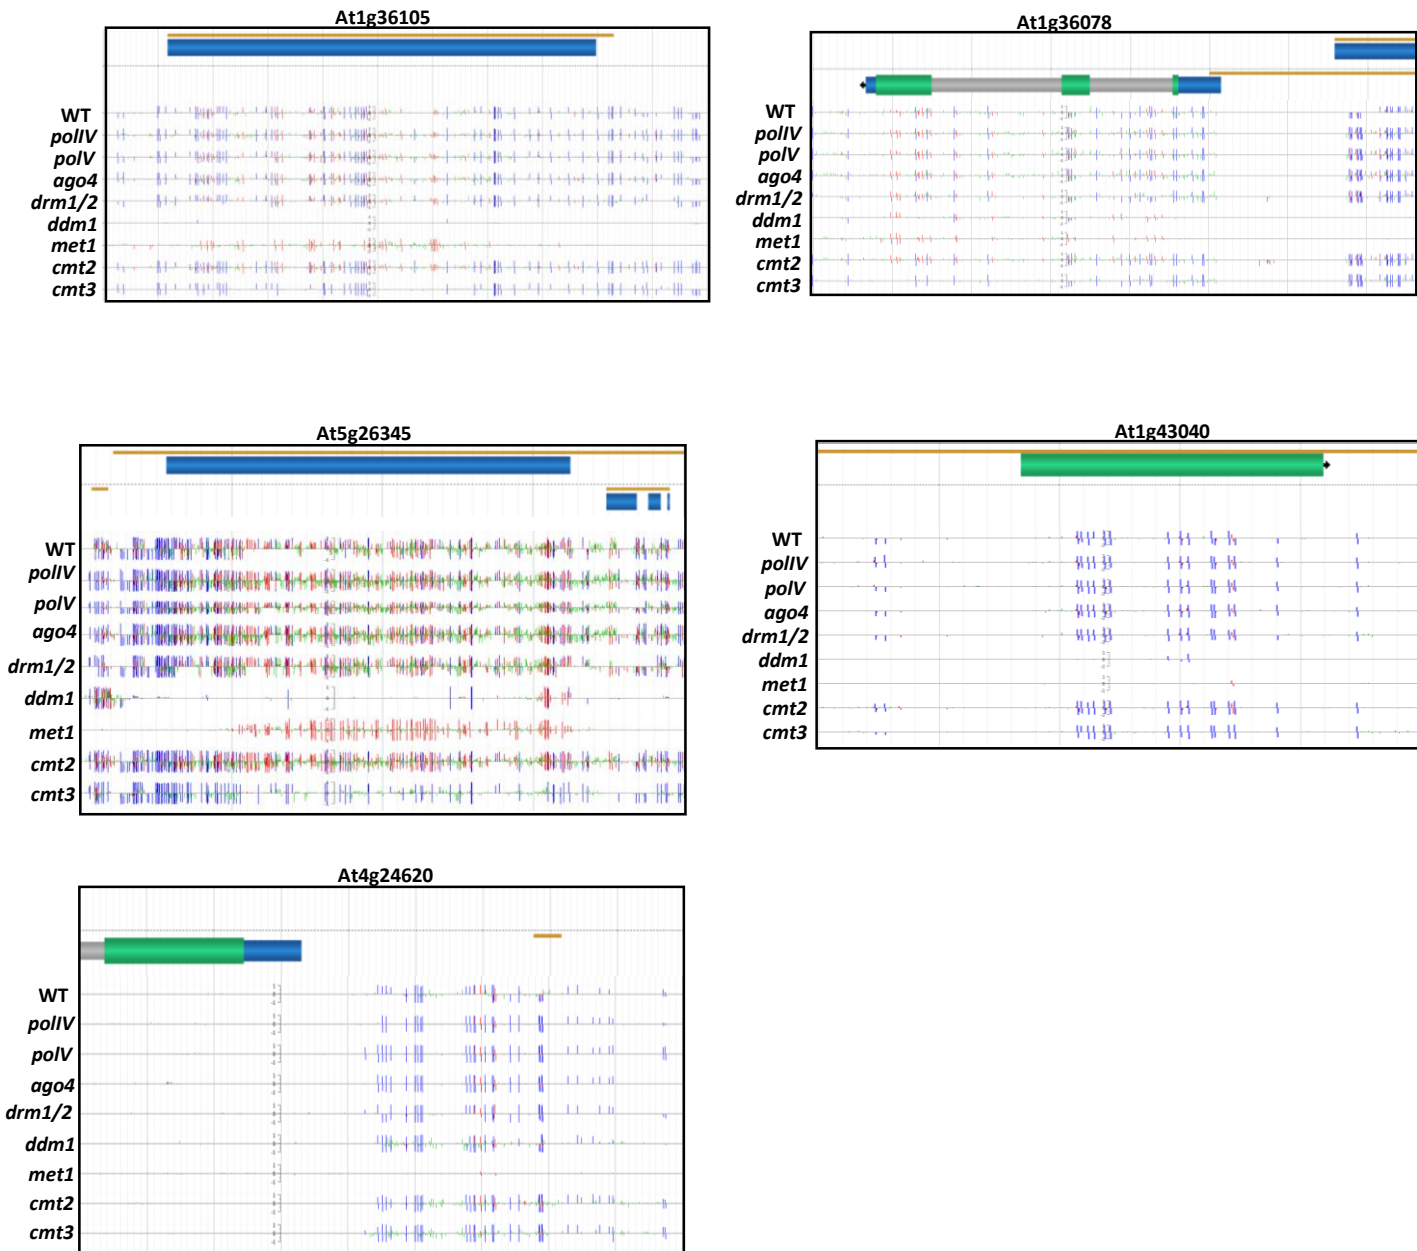 At1g36105
WT
polIV
polV
ago4
drm1/2
ddm1
met1
cmt2
cmt3
At1g36078
WT
polIV
polV
ago4
drm1/2
ddm1
met1
cmt2
cmt3
At5g26345
WT
polIV
polV
ago4
drm1/2
ddm1
met1
cmt2
cmt3
At1g43040
WT
polIV
polV
ago4
drm1/2
ddm1
met1
cmt2
cmt3
At4g24620
WT
polIV
polV
ago4
drm1/2
ddm1
met1
cmt2
cmt3